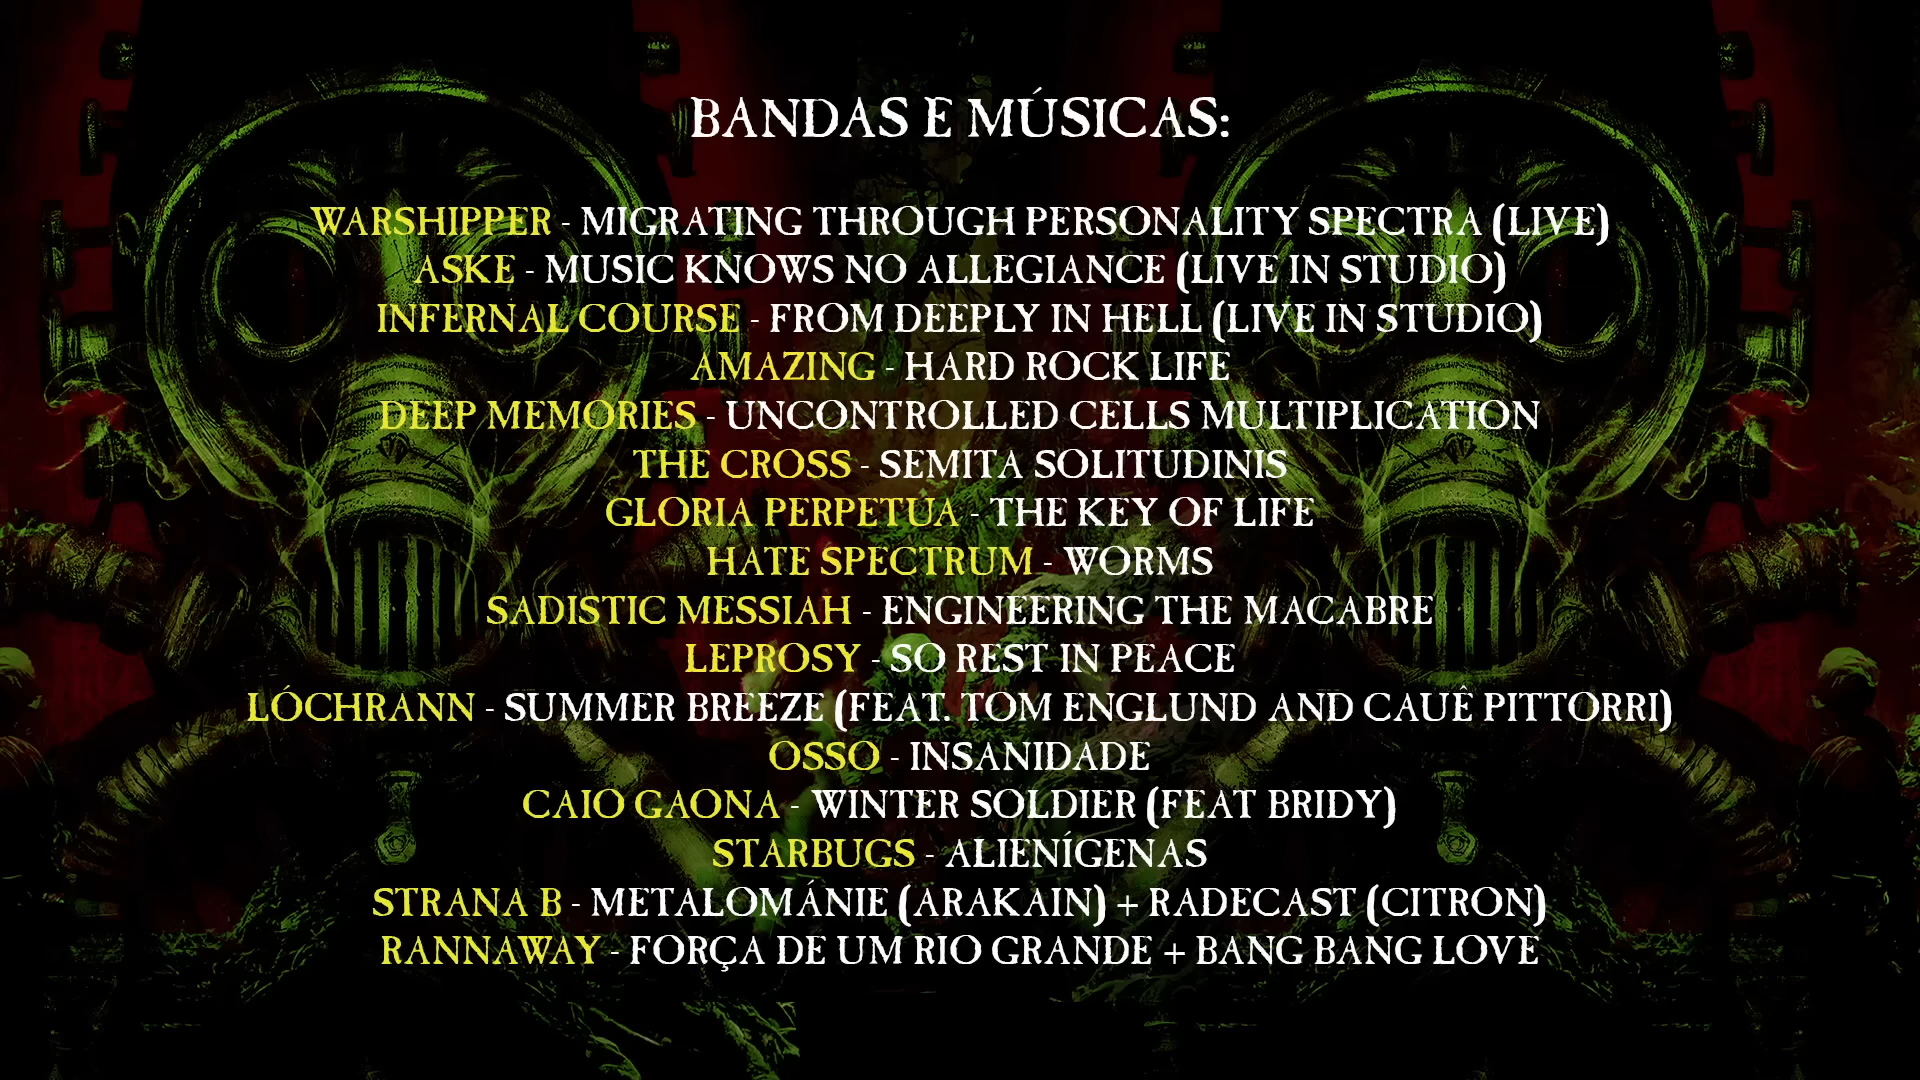 BANDAS E MÚSICAS:
WARSHIPPER - MIGRATING THROUGH PERSONALITY SPECTRA (LIVE)
ASKE - MUSIC KNOWS NO ALLEGIANCE (LIVE IN STUDIO)
INFERNAL COURSE - FROM DEEPLY IN HELL (LIVE IN STUDIO)
AMAZING - HARD ROCK LIFE
DEEP MEMORIES - UNCONTROLLED CELLS MULTIPLICATION
THE CROSS - SEMITA SOLITUDINIS
GLORIA PERPETUA - THE KEY OF LIFE
HATE SPECTRUM - WORMS
SADISTIC MESSIAH - ENGINEERING THE MACABRE
LEPROSY - SO REST IN PEACE
LÓCHRANN - SUMMER BREEZE (FEAT. TOM ENGLUND AND CAUÊ PITTORRI)
OSSO - INSANIDADE
CAIO GAONA - WINTER SOLDIER (FEAT BRIDY)
STARBUGS - ALIENÍGENAS
STRANA B - METALOMÁNIE (ARAKAIN) + RADECAST (CITRON)
RANNAWAY - FORÇA DE UM RIO GRANDE + BANG BANG LOVE